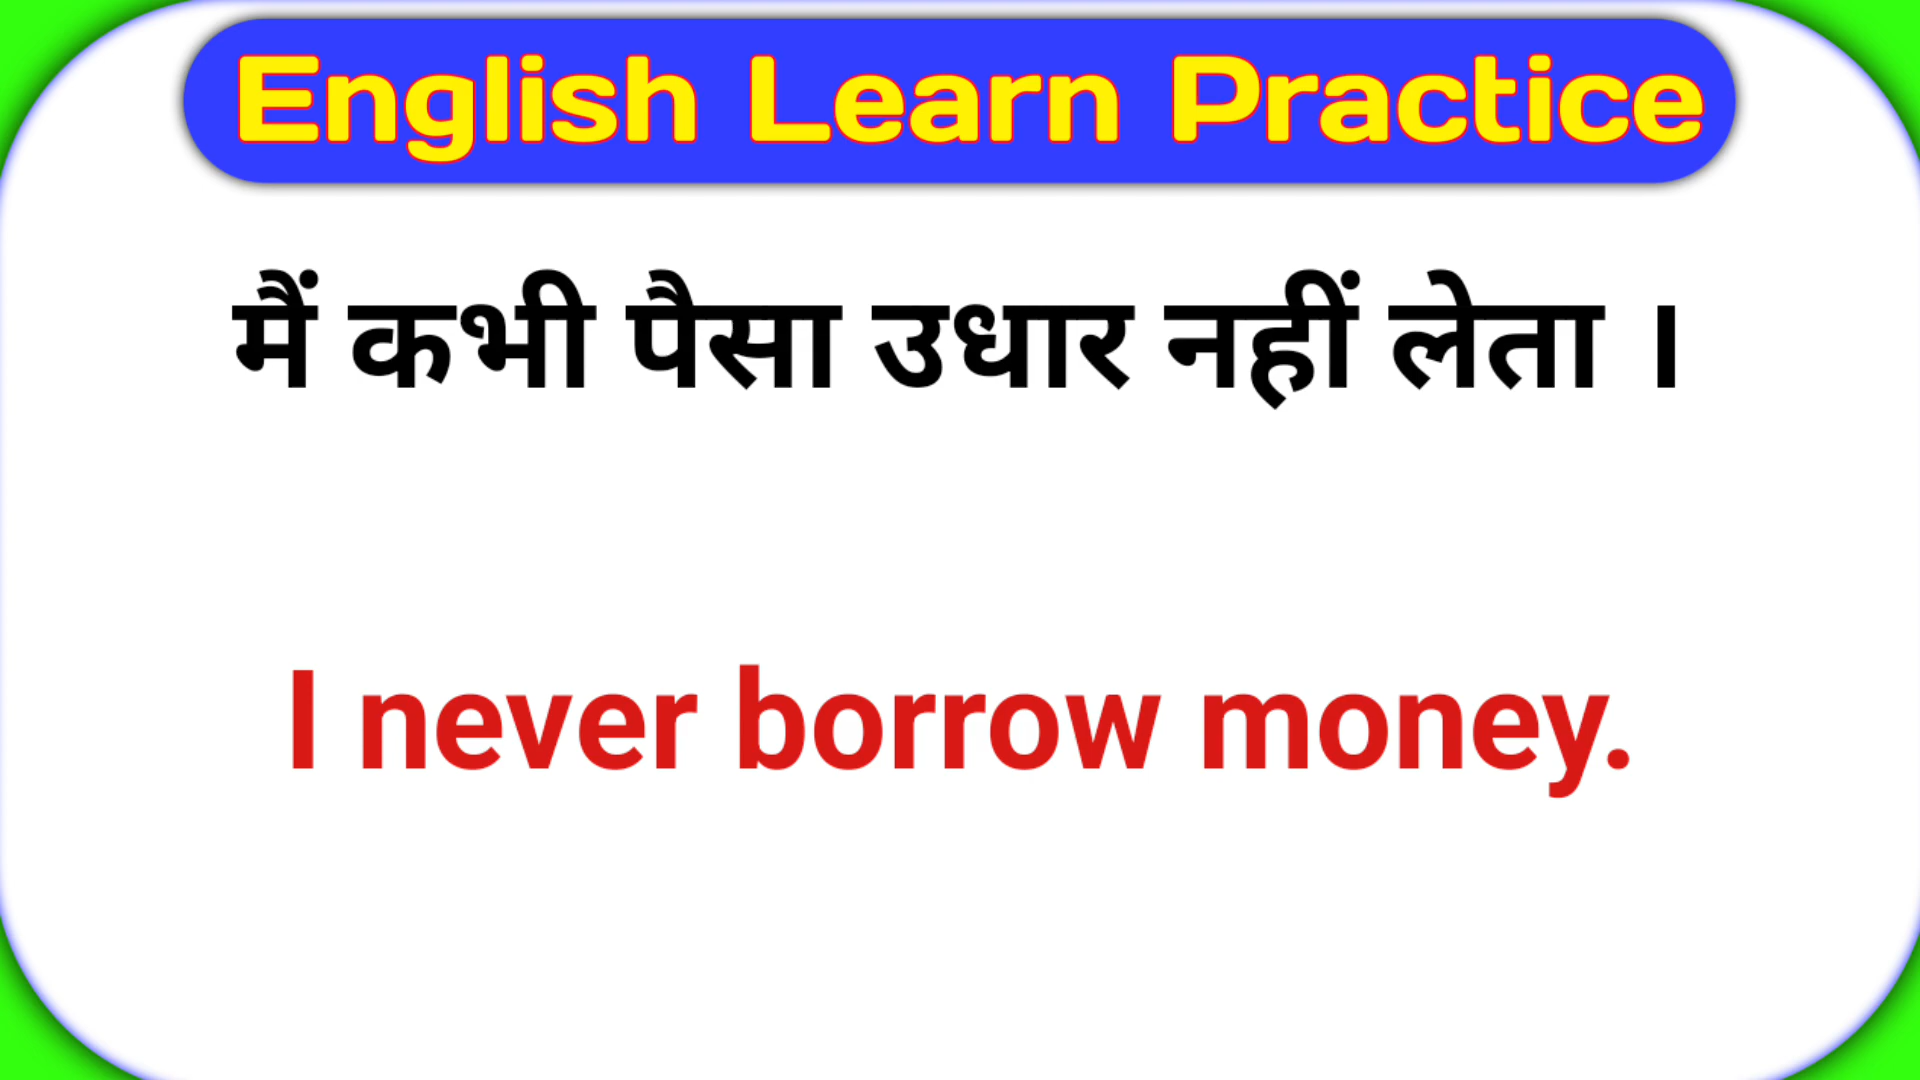 English Learn Practice
मैं कभी पैसा उधार नहीं लेता ।
I never borrow money.